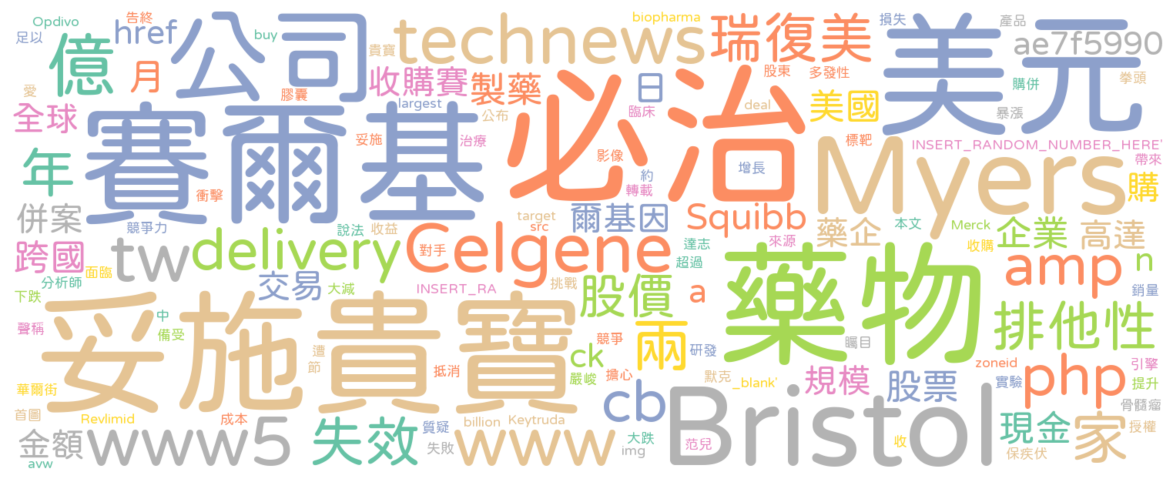 Opdivo
告終
足以
億
href
公司
月
愛
膠囊
全球
年
賽爾基
technews
收購賽
製藥
largest
貴寶
biopharma
buy
公布
妥施
治療
必治
日
臨床
影像
瑞復美
股東
多發性
deal
美國
損失
產品
美元
ae7f5990
購併
暴漲
拳頭
標靶
INSERT_RANDOM_NUMBER_HERE'
帶來
購
Myers
增長
約
轉載
爾基因
Squibb
藥企
本文
Merck
收購
企業
高達
併案
衝擊
競爭力
跨國
面臨
分析師
tw
delivery
說法
收益
Celgene
對手
target
src
達志
超過
來源
交易
下跌
聲稱
中
備受
大減
INSERT_RA
挑戰
股價
a
藥物
amp
n
銷量
排他性
妥施貴寶
遭
節
抵消
ck
嚴峻
競爭
擔心
兩
研發
矚目
zoneid
引擎
提升
華爾街
首圖
Revlimid
成本
默克
_blank'
規模
股票
實驗
php
骨髓瘤
授權
金額
www5
avw
失效
質疑
失敗
billion
Keytruda
www
cb
大跌
img
范兒
Bristol
收
現金
保疾伏
家